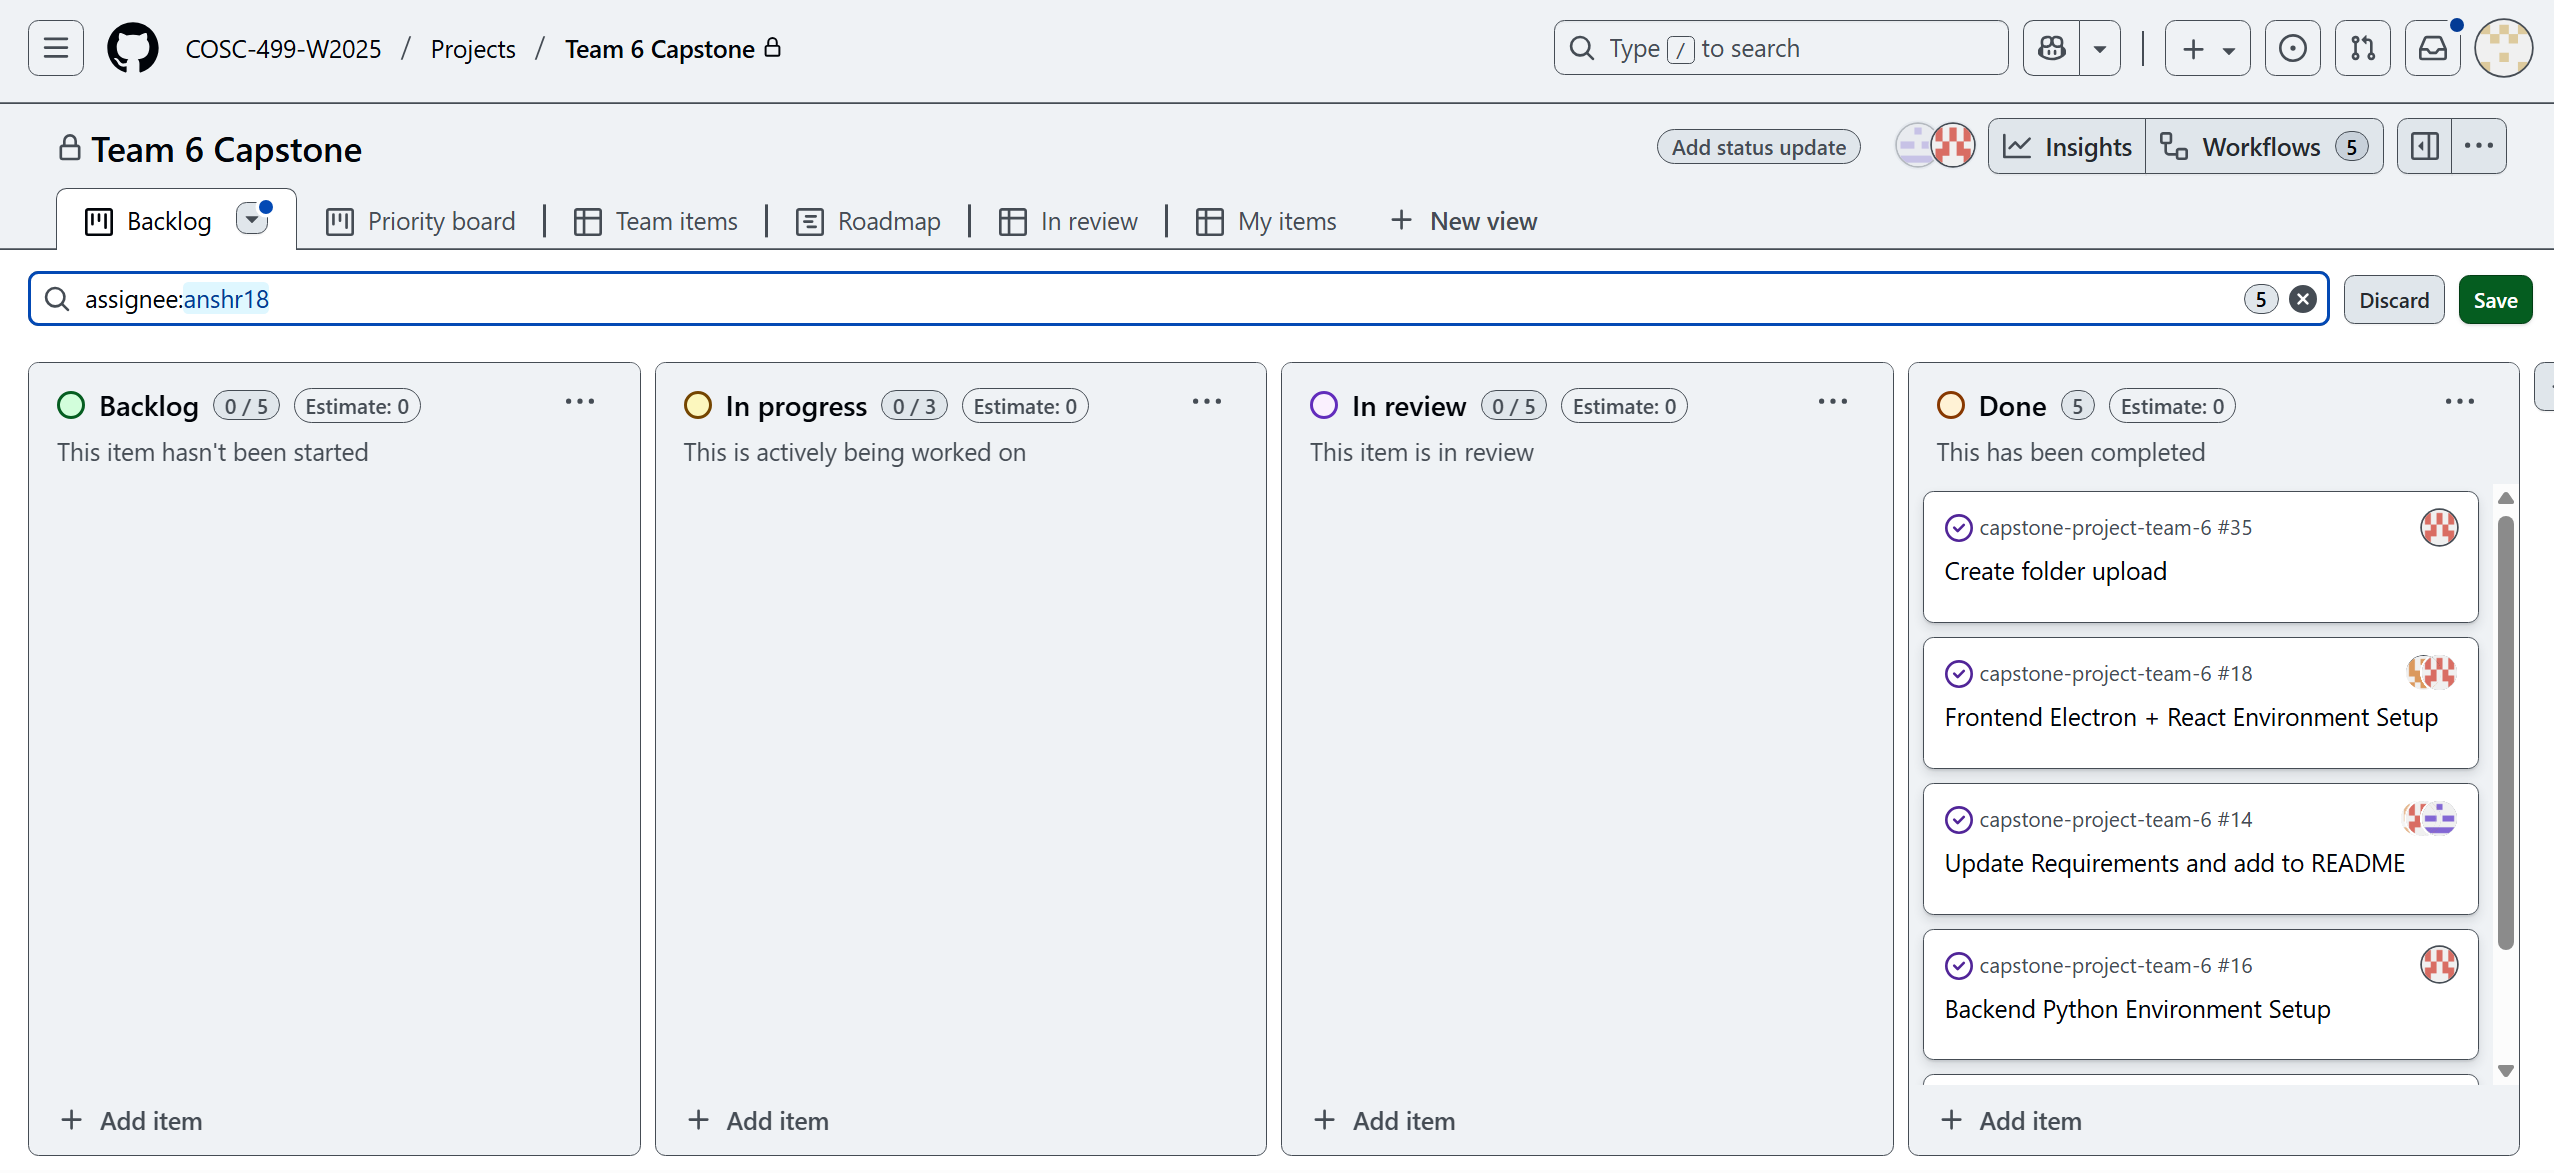 COSC-499-W2025 / Projects / Team 6 Capstone
Type / to search
Team 6 Capstone
Add status update
Insights
Workflows 5
Backlog
Priority board
Team items
Roadmap
In review
My items
+ New view
assignee:anshr18
5
Discard
Save
Backlog 0 / 5 Estimate: 0
This item hasn't been started
+ Add item
In progress 0 / 3 Estimate: 0
This is actively being worked on
+ Add item
In review 0 / 5 Estimate: 0
This item is in review
+ Add item
Done 5 Estimate: 0
This has been completed
capstone-project-team-6 #35
Create folder upload
capstone-project-team-6 #18
Frontend Electron + React Environment Setup
capstone-project-team-6 #14
Update Requirements and add to README
capstone-project-team-6 #16
Backend Python Environment Setup
+ Add item